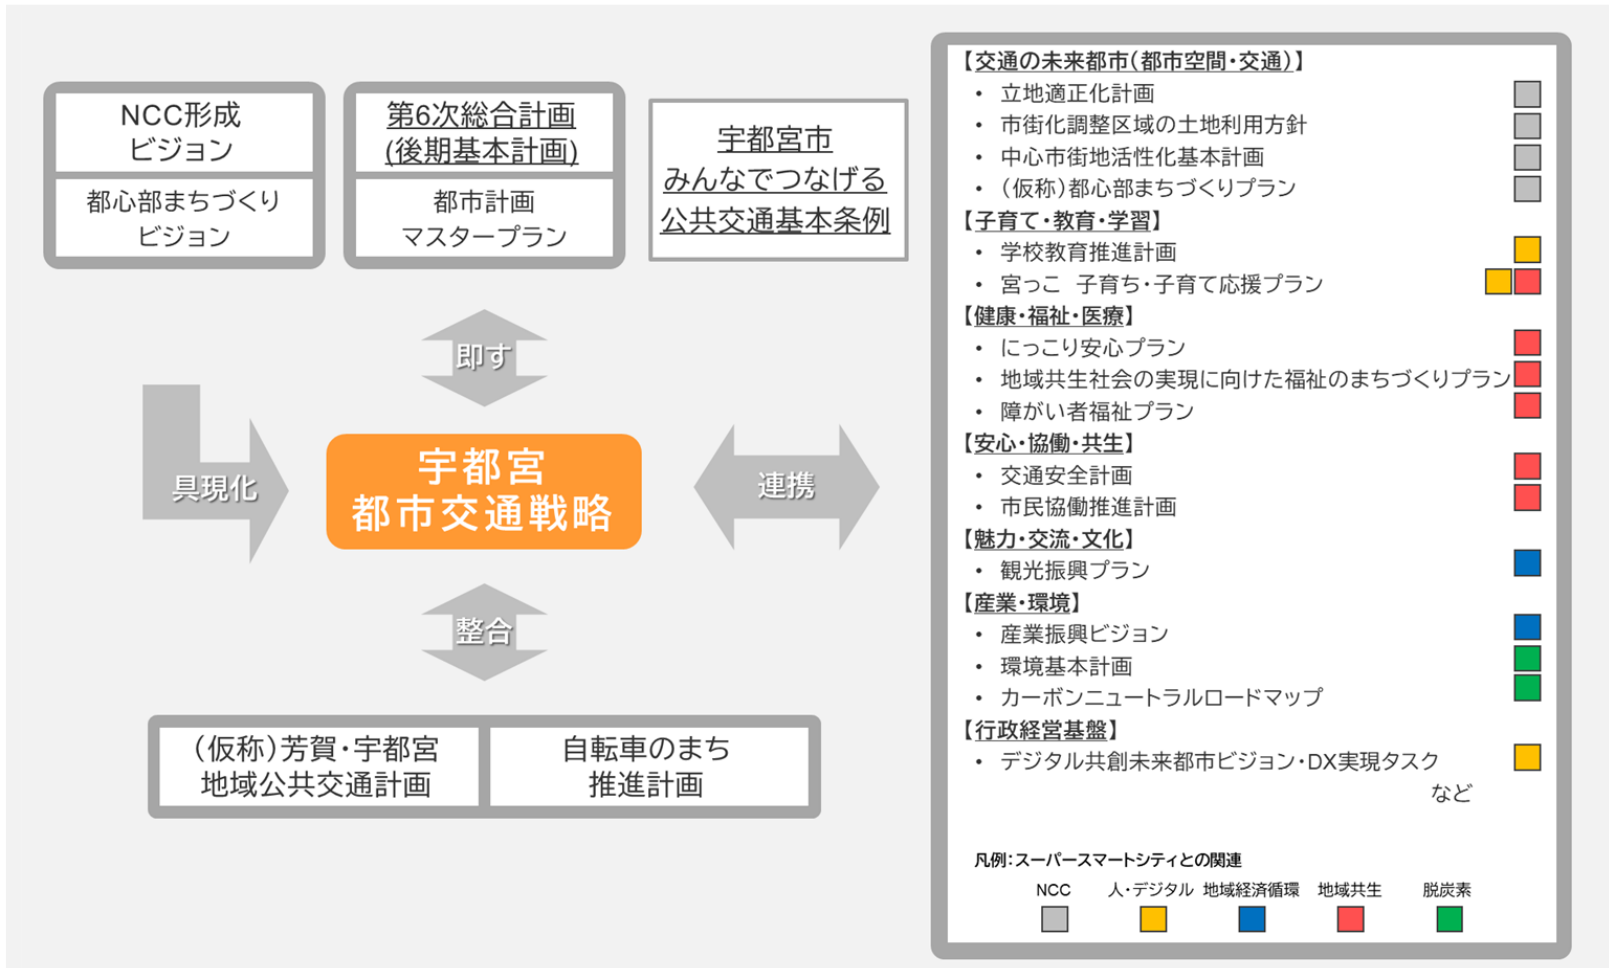 NCC形成
ビジョン
都心部まちづくり
ビジョン
第6次総合計画
(後期基本計画)
都市計画
マスタープラン
宇都宮市
みんなでつなげる
公共交通基本条例
即す
具現化
宇都宮
都市交通戦略
連携
整合
(仮称)芳賀・宇都宮
地域公共交通計画
自転車のまち
推進計画
【交通の未来都市(都市空間・交通)】
・ 立地適正化計画
・ 市街化調整区域の土地利用方針
・ 中心市街地活性化基本計画
・ (仮称)都心部まちづくりプラン
【子育て・教育・学習】
・ 学校教育推進計画
・ 宮っこ 子育ち・子育て応援プラン
【健康・福祉・医療】
・ にっこり安心プラン
・ 地域共生社会の実現に向けた福祉のまちづくりプラン
・ 障がい者福祉プラン
【安心・協働・共生】
・ 交通安全計画
・ 市民協働推進計画
【魅力・交流・文化】
・ 観光振興プラン
【産業・環境】
・ 産業振興ビジョン
・ 環境基本計画
・ カーボンニュートラルロードマップ
【行政経営基盤】
・ デジタル共創未来都市ビジョン・DX実現タスク
など
凡例:スーパースマートシティとの関連
NCC 人・デジタル 地域経済循環 地域共生 脱炭素